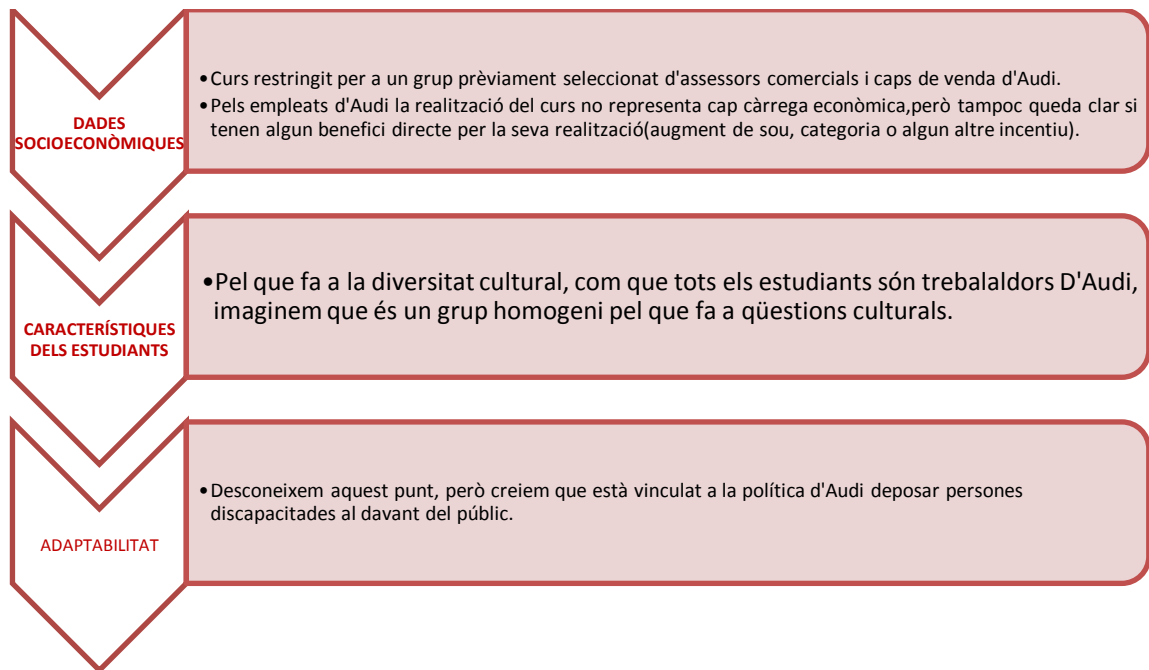 DADES
SOCIOECONÒMIQUES
•Curs restringit per a un grup prèviament seleccionat d'assessors comercials i caps de venda d'Audi.
•Pels empleats d'Audi la realització del curs no representa cap càrrega econòmica,però tampoc queda clar si
tenen algun benefici directe per la seva realització(augment de sou, categoria o algun altre incentiu).
CARACTERÍSTIQUES
DELS ESTUDIANTS
•Pel que fa a la diversitat cultural, com que tots els estudiants són trebalaldors D'Audi,
imaginem que és un grup homogeni pel que fa a qüestions culturals.
ADAPTABILITAT
•Desconeixem aquest punt, però creiem que està vinculat a la política d'Audi deposar persones
discapacitades al davant del públic.